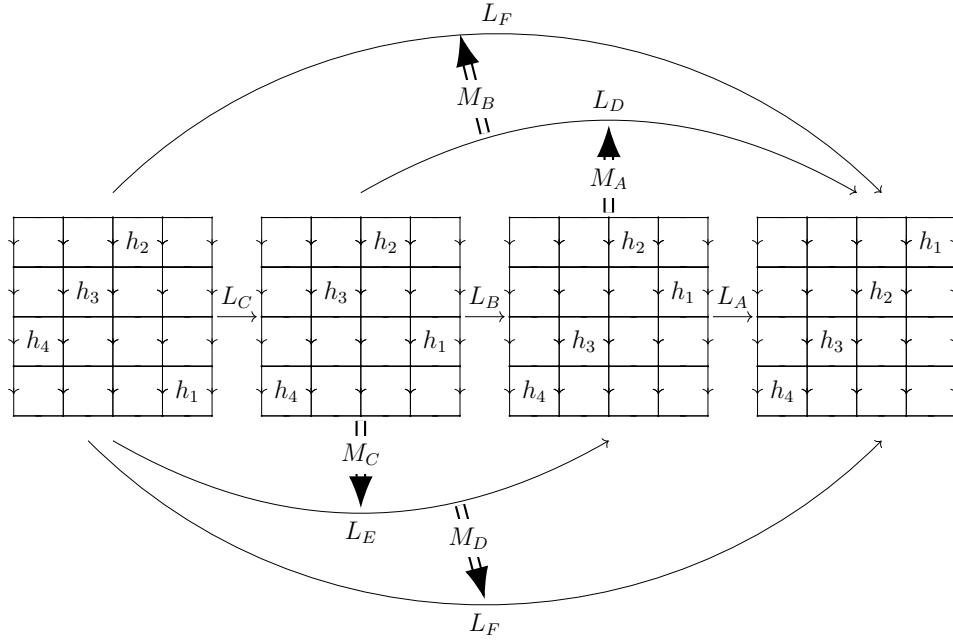 L_F
M_B
L_D
M_A
h_2 h_2 h_2 h_1
h_3 h_3 h_1 h_2
L_C L_B L_A
h_4 h_1 h_3 h_3
h_1 h_4 h_4 h_4
M_C
L_E
M_D
L_F